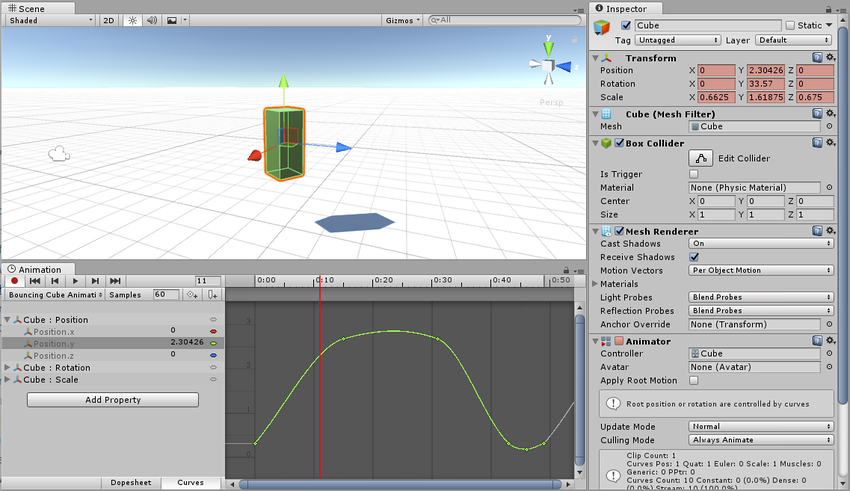 Scene
Shaded 2D Gizmos All
y
z
Persp
Animation
11 0:00 0:10 0:20 0:30 0:40 0:50
Bouncing Cube Animati Samples 60
Cube : Position
Position.x 0
Position.y 2.30426
Position.z 0
Cube : Rotation
Cube : Scale
Add Property
3
2
1
0
Dopesheet Curves
Inspector
Cube Static
Tag Untagged Layer Default
Transform
Position X 0 Y 2.30426 Z 0
Rotation X 0 Y 33.57 Z 0
Scale X 0.6625 Y 1.61875 Z 0.675
Cube (Mesh Filter)
Mesh Cube
Box Collider
Edit Collider
Is Trigger
Material None (Physic Material)
Center X 0 Y 0 Z 0
Size X 1 Y 1 Z 1
Mesh Renderer
Cast Shadows On
Receive Shadows
Motion Vectors Per Object Motion
Materials
Light Probes Blend Probes
Reflection Probes Blend Probes
Anchor Override None (Transform)
Animator
Controller Cube
Avatar None (Avatar)
Apply Root Motion
Root position or rotation are controlled by curves
Update Mode Normal
Culling Mode Always Animate
Clip Count: 1
Curves Pos: 1 Quat: 1 Euler: 0 Scale: 1 Muscles: 0
Generic: 0 PPtr: 0
Curves Count: 10 Constant: 0 (0.0%) Dense: 0
(0.0%) Stream: 10 (100.0%)